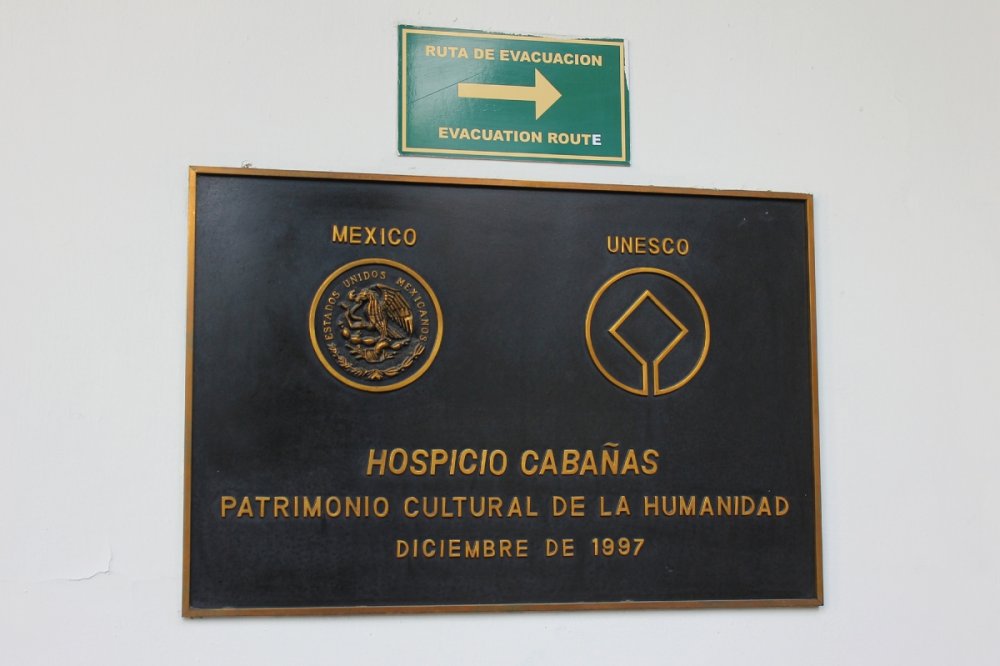 RUTA DE EVACUACION
EVACUATION ROUTE
MEXICO
ESTADOS UNIDOS MEXICANOS
UNESCO
HOSPICIO CABAÑAS
PATRIMONIO CULTURAL DE LA HUMANIDAD
DICIEMBRE DE 1997